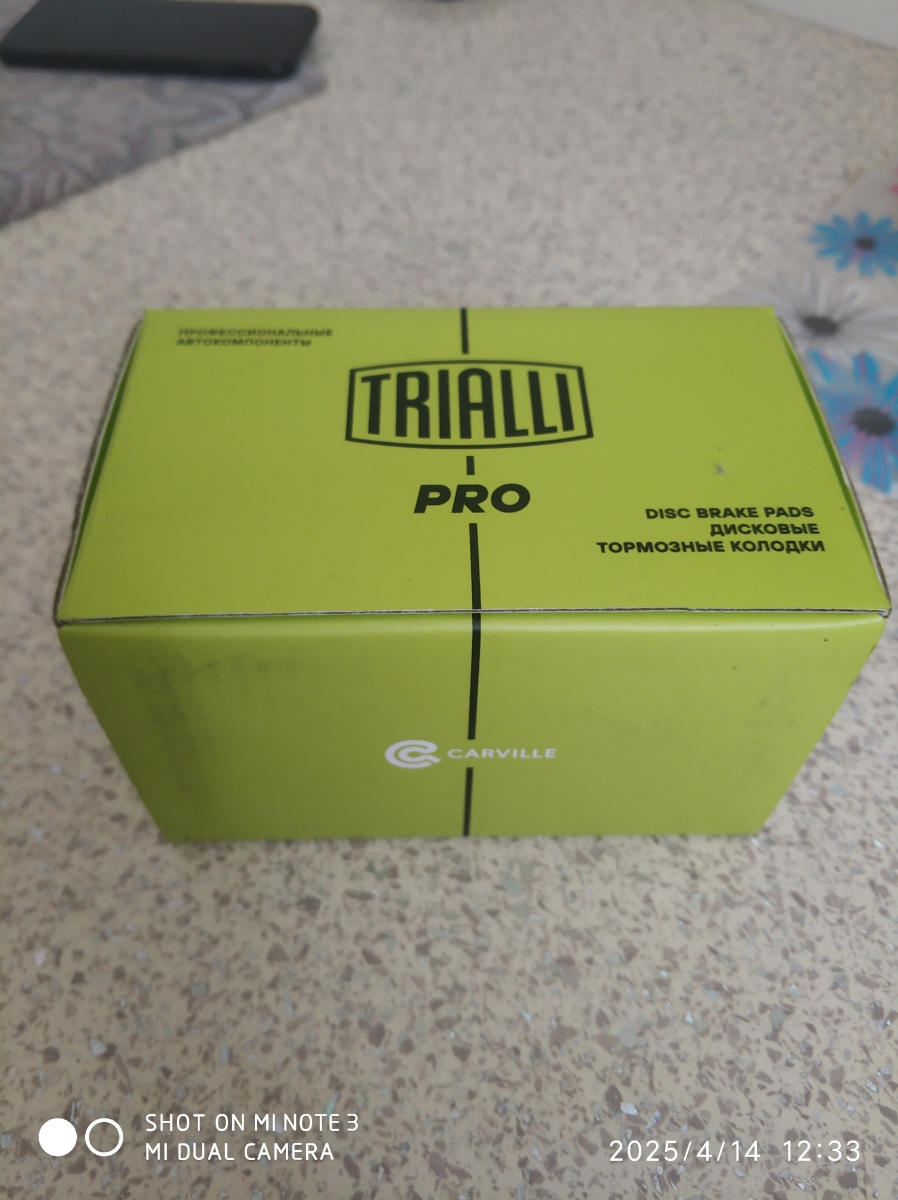 ПРОФЕССИОНАЛЬНЫЕ
АВТОКОМПОНЕНТЫ
TRIALLI
PRO
DISC BRAKE PADS
ДИСКОВЫЕ
ТОРМОЗНЫЕ КОЛОДКИ
CARVILLE
SHOT ON MI NOTE 3
MI DUAL CAMERA
2025/4/14 12:33